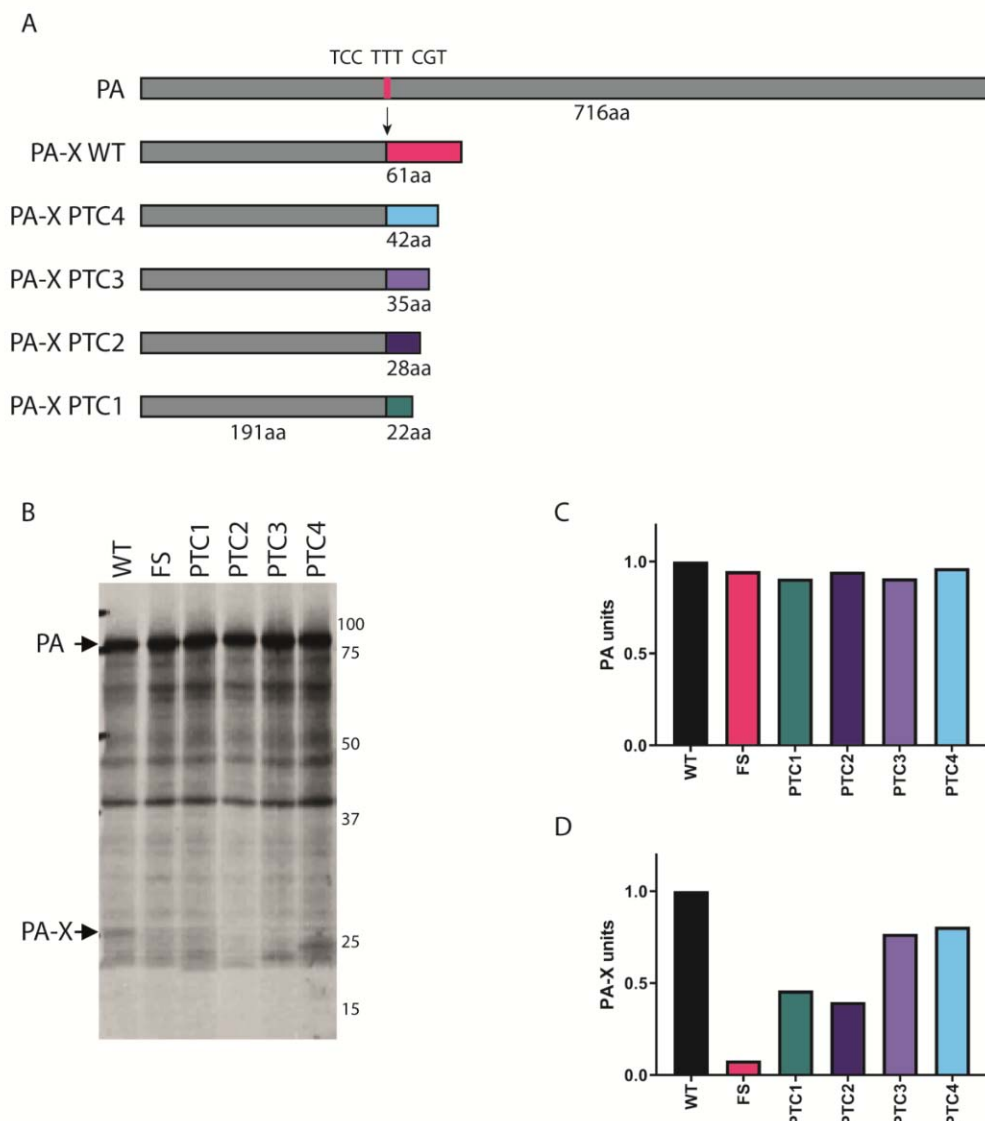 A
TCC TTT CGT
PA
716aa
PA-X WT
61aa
PA-X PTC4
42aa
PA-X PTC3
35aa
PA-X PTC2
28aa
PA-X PTC1
191aa 22aa
B
WT FS PTC1 PTC2 PTC3 PTC4
PA
100
75
50
37
PA-X
25
15
C
PA units
1.0
0.5
0.0
WT FS PTC1 PTC2 PTC3 PTC4
D
PA-X units
1.0
0.5
0.0
WT FS PTC1 PTC2 PTC3 PTC4